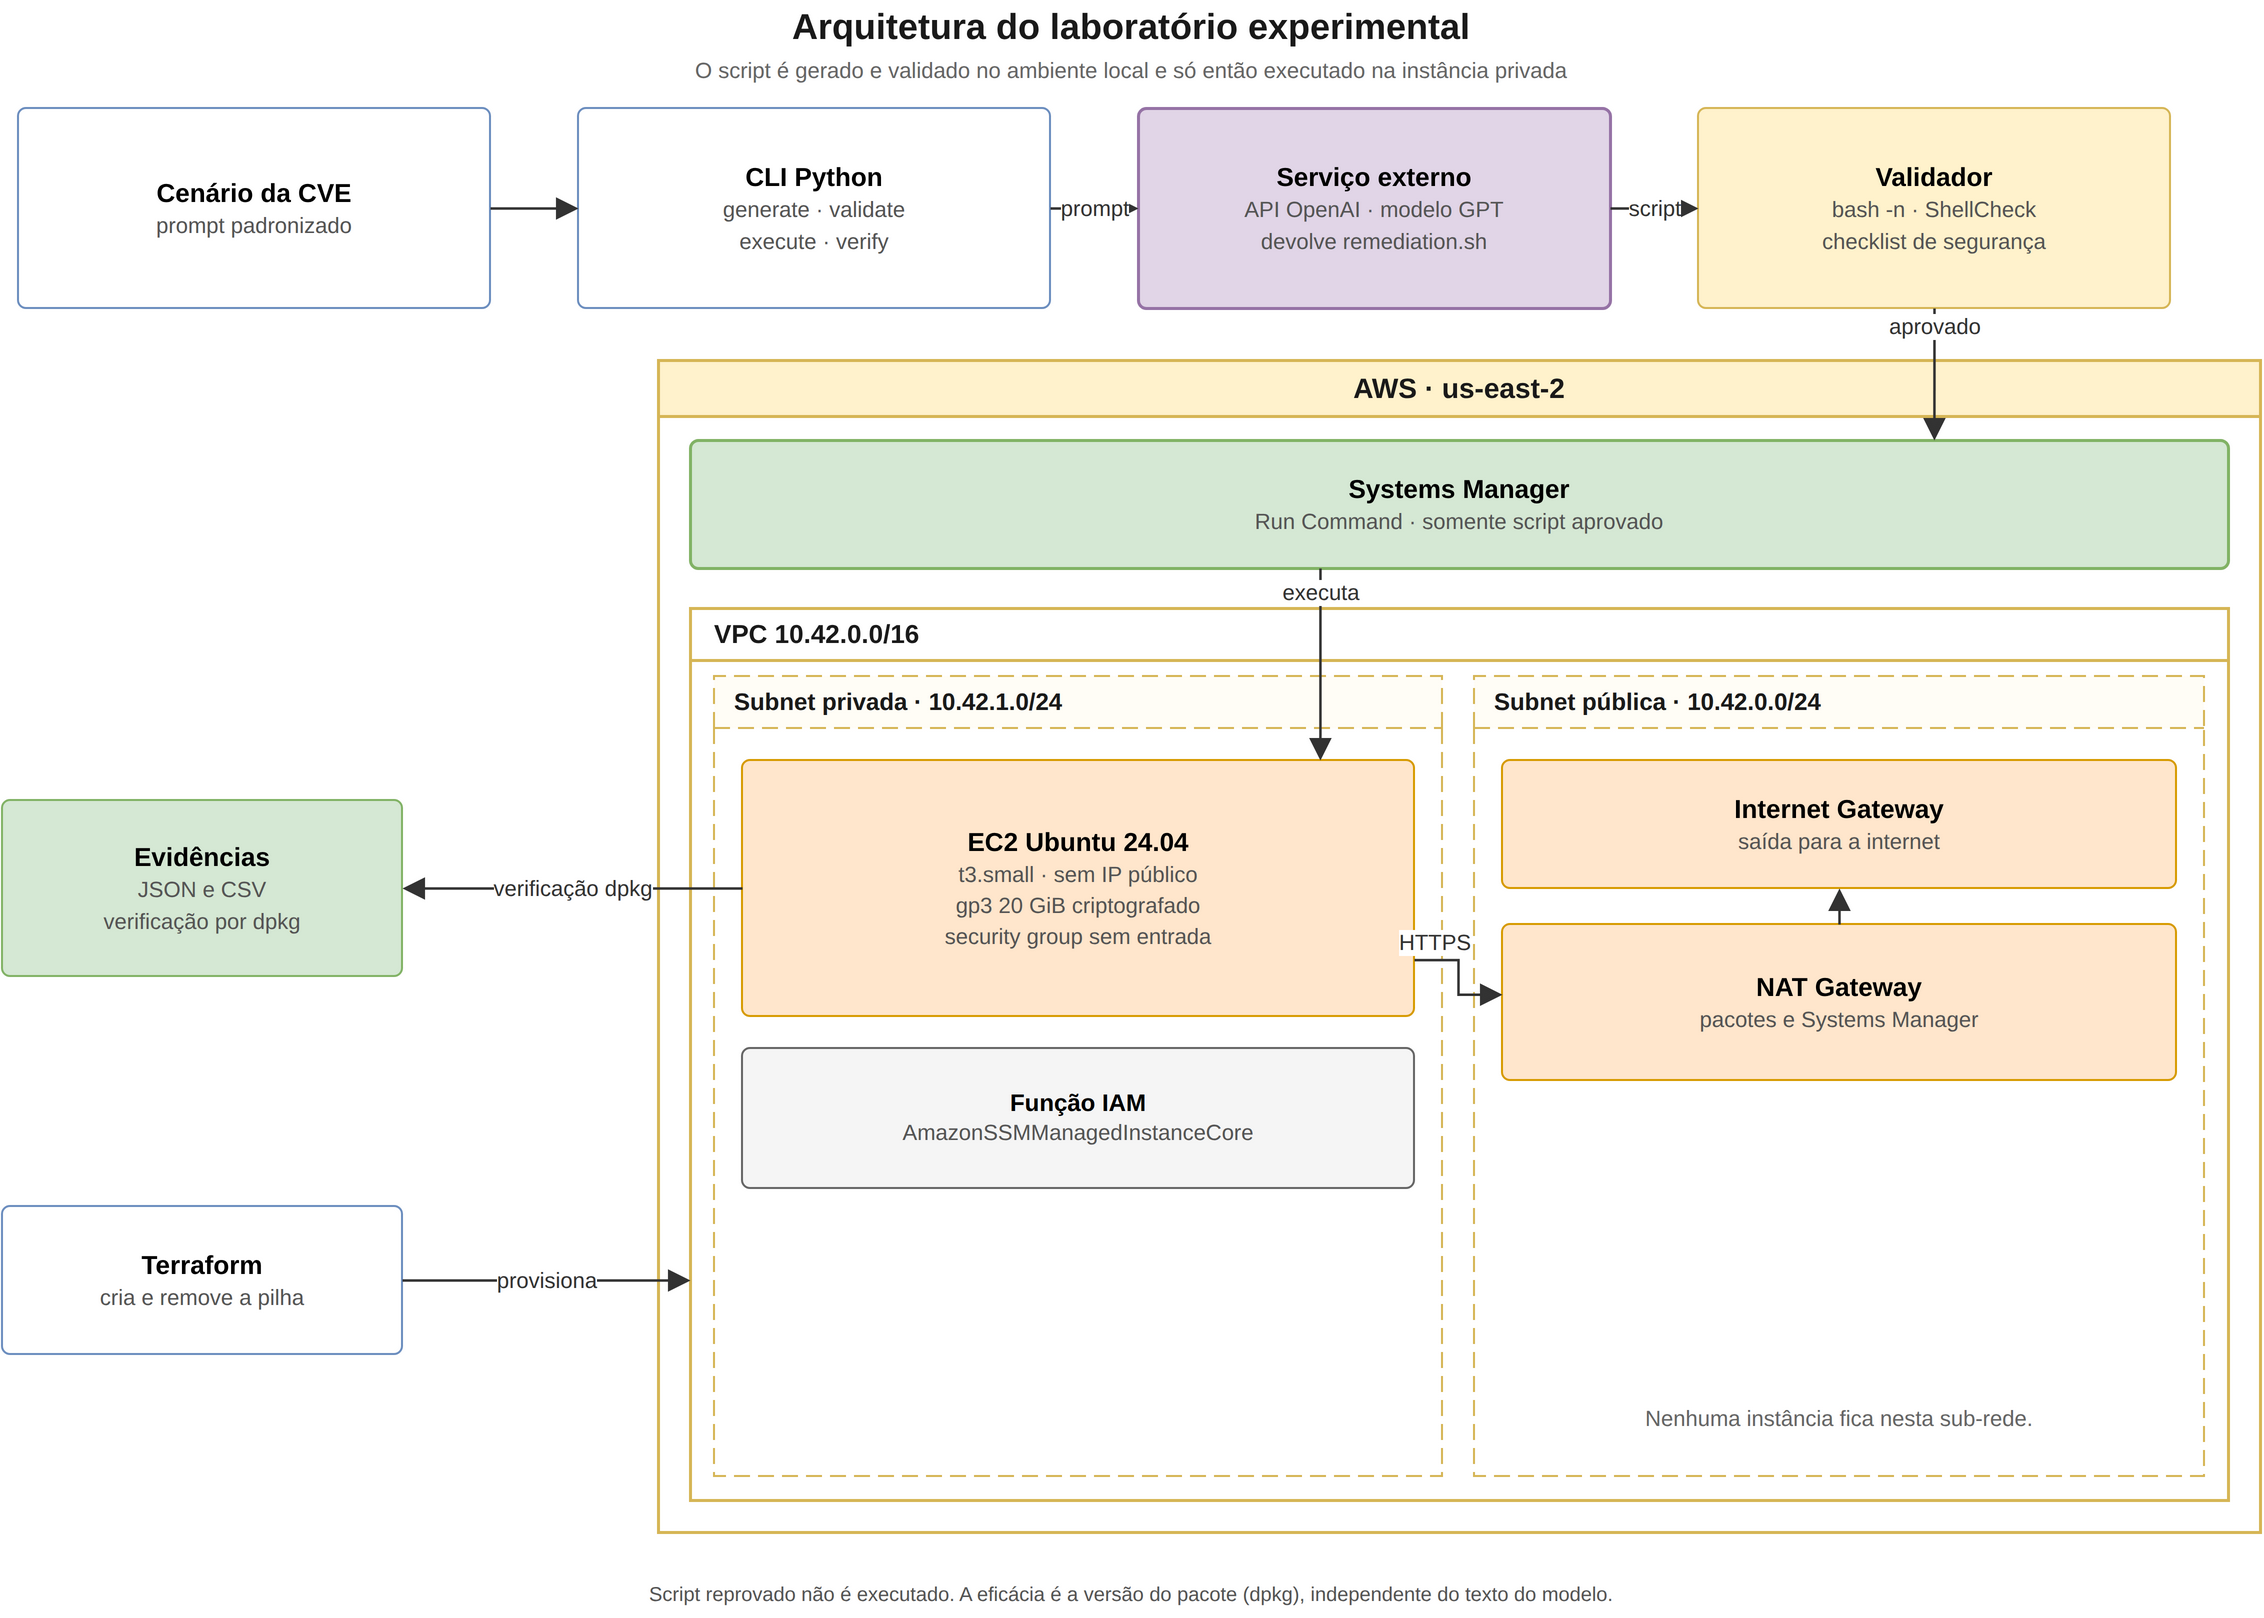 Arquitetura do laboratório experimental
O script é gerado e validado no ambiente local e só então executado na instância privada
Cenário da CVE
prompt padronizado
CLI Python
generate · validate
execute · verify
prompt
Serviço externo
API OpenAI · modelo GPT
devolve remediation.sh
script
Validador
bash -n · ShellCheck
checklist de segurança
aprovado
AWS · us-east-2
Systems Manager
Run Command · somente script aprovado
executa
VPC 10.42.0.0/16
Subnet privada · 10.42.1.0/24
EC2 Ubuntu 24.04
t3.small · sem IP público
gp3 20 GiB criptografado
security group sem entrada
HTTPS
Função IAM
AmazonSSMManagedInstanceCore
Subnet pública · 10.42.0.0/24
Internet Gateway
saída para a internet
NAT Gateway
pacotes e Systems Manager
Nenhuma instância fica nesta sub-rede.
verificação dpkg
Evidências
JSON e CSV
verificação por dpkg
Terraform
cria e remove a pilha
provisiona
Script reprovado não é executado. A eficácia é a versão do pacote (dpkg), independente do texto do modelo.